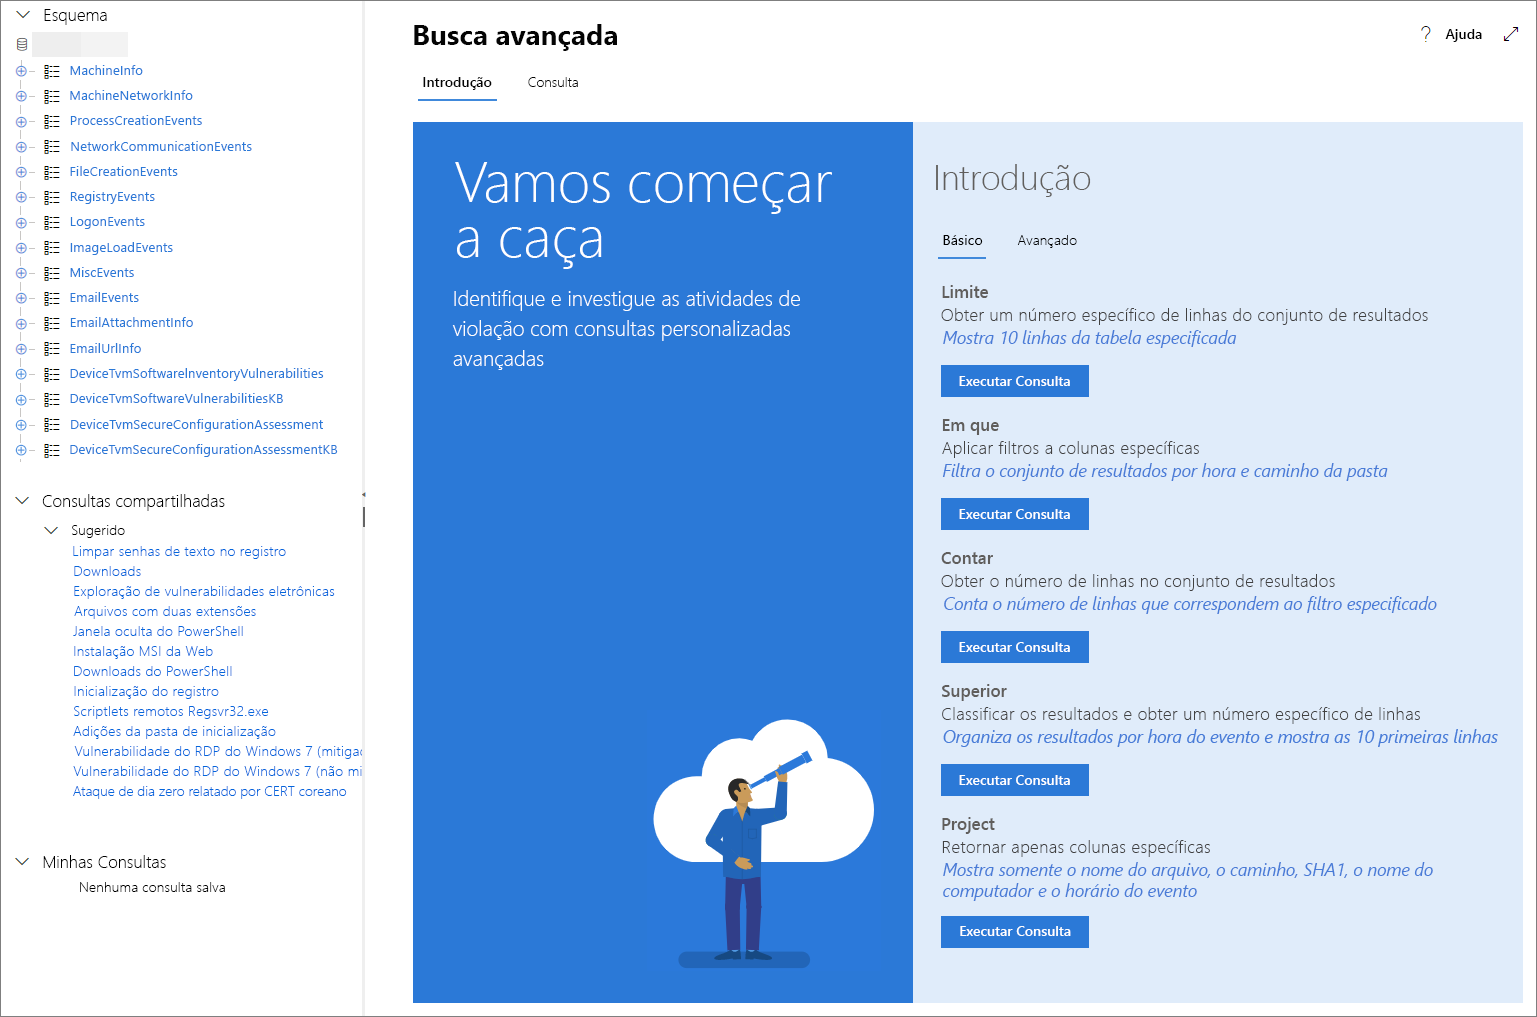 Esquema
MachineInfo
MachineNetworkInfo
ProcessCreationEvents
NetworkCommunicationEvents
FileCreationEvents
RegistryEvents
LogonEvents
ImageLoadEvents
MiscEvents
EmailEvents
EmailAttachmentInfo
EmailUrlInfo
DeviceTvmSoftwareInventoryVulnerabilities
DeviceTvmSoftwareVulnerabilitiesKB
DeviceTvmSecureConfigurationAssessment
DeviceTvmSecureConfigurationAssessmentKB
Consultas compartilhadas
Sugerido
Limpar senhas de texto no registro
Downloads
Exploração de vulnerabilidades eletrônicas
Arquivos com duas extensões
Janela oculta do PowerShell
Instalação MSI da Web
Downloads do PowerShell
Inicialização do registro
Scriptlets remotos Regsvr32.exe
Adições da pasta de inicialização
Vulnerabilidade do RDP do Windows 7 (mitigac
Vulnerabilidade do RDP do Windows 7 (não mi
Ataque de dia zero relatado por CERT coreano
Minhas Consultas
Nenhuma consulta salva
Busca avançada
? Ajuda
Introdução Consulta
Vamos começar
a caça
Identifique e investigue as atividades de
violação com consultas personalizadas
avançadas
Introdução
Básico Avançado
Limite
Obter um número específico de linhas do conjunto de resultados
Mostra 10 linhas da tabela especificada
Executar Consulta
Em que
Aplicar filtros a colunas específicas
Filtra o conjunto de resultados por hora e caminho da pasta
Executar Consulta
Contar
Obter o número de linhas no conjunto de resultados
Conta o número de linhas que correspondem ao filtro especificado
Executar Consulta
Superior
Classificar os resultados e obter um número específico de linhas
Organiza os resultados por hora do evento e mostra as 10 primeiras linhas
Executar Consulta
Project
Retornar apenas colunas específicas
Mostra somente o nome do arquivo, o caminho, SHA1, o nome do
computador e o horário do evento
Executar Consulta